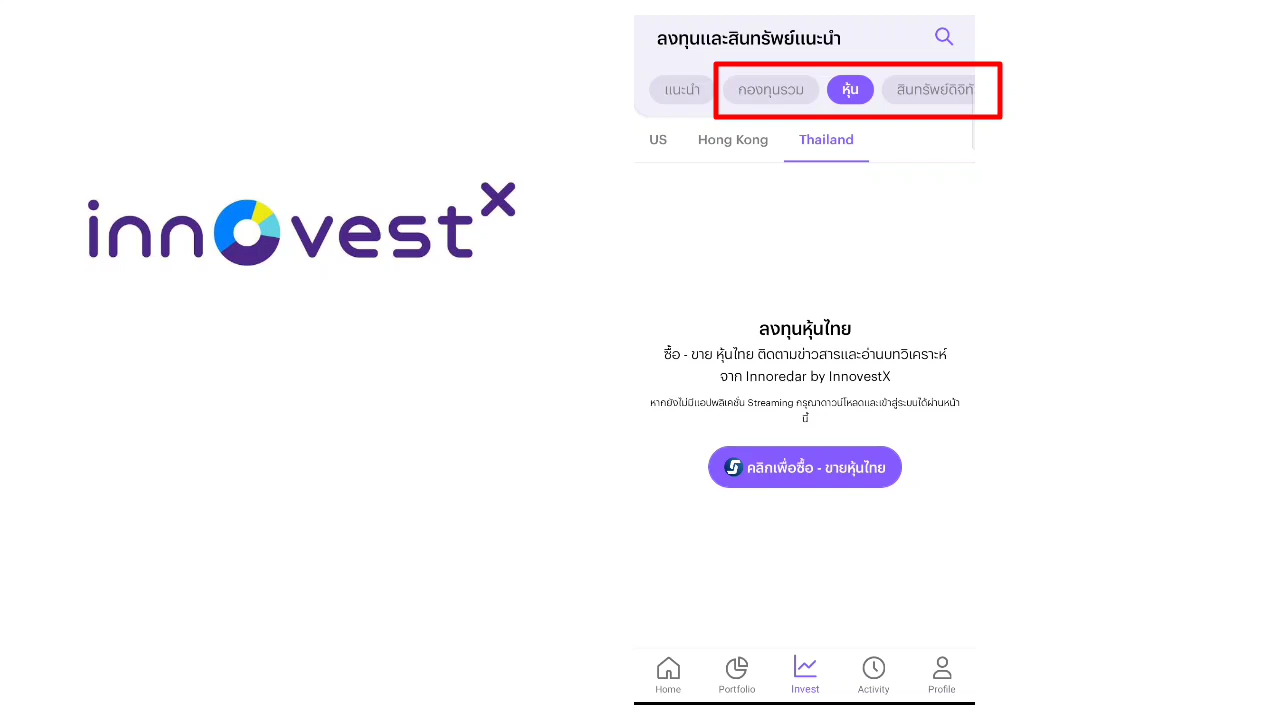 innovestx
ลงทุนและสินทรัพย์แนะนำ
แนะนำ กองทุนรวม หุ้น
US Hong Kong Thailand
ลงทุนหุ้นไทย
ซื้อ - ขาย หุ้นไทย ติดตามข่าวสารและอ่านบทวิเคราะห์
จาก Innoredar by InnovestX
หากยังไม่มีแอปพลิเคชั่น Streaming กรุณาดาวน์โหลดและเข้าสู่ระบบได้ผ่านหน้า
นี้
คลิกเพื่อซื้อ - ขายหุ้นไทย
Home Portfolio Invest Activity Profile